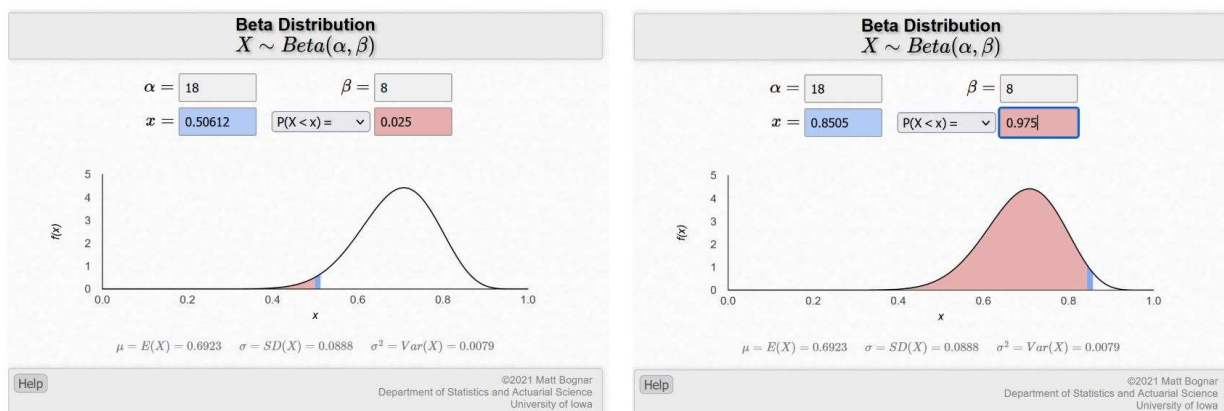 Beta Distribution
X ∼ Beta(α, β)
α = 18
β = 8
x = 0.50612
P(X < x) =
0.025
5
4
3
2
1
0
f(x)
0.0
0.2
0.4
0.6
0.8
1.0
x
μ = E(X) = 0.6923 σ = SD(X) = 0.0888 σ² = Var(X) = 0.0079
Help
©2021 Matt Bognar
Department of Statistics and Actuarial Science
University of Iowa
Beta Distribution
X ∼ Beta(α, β)
α = 18
β = 8
x = 0.8505
P(X < x) =
0.975
5
4
3
2
1
0
f(x)
0.0
0.2
0.4
0.6
0.8
1.0
x
μ = E(X) = 0.6923 σ = SD(X) = 0.0888 σ² = Var(X) = 0.0079
Help
©2021 Matt Bognar
Department of Statistics and Actuarial Science
University of Iowa